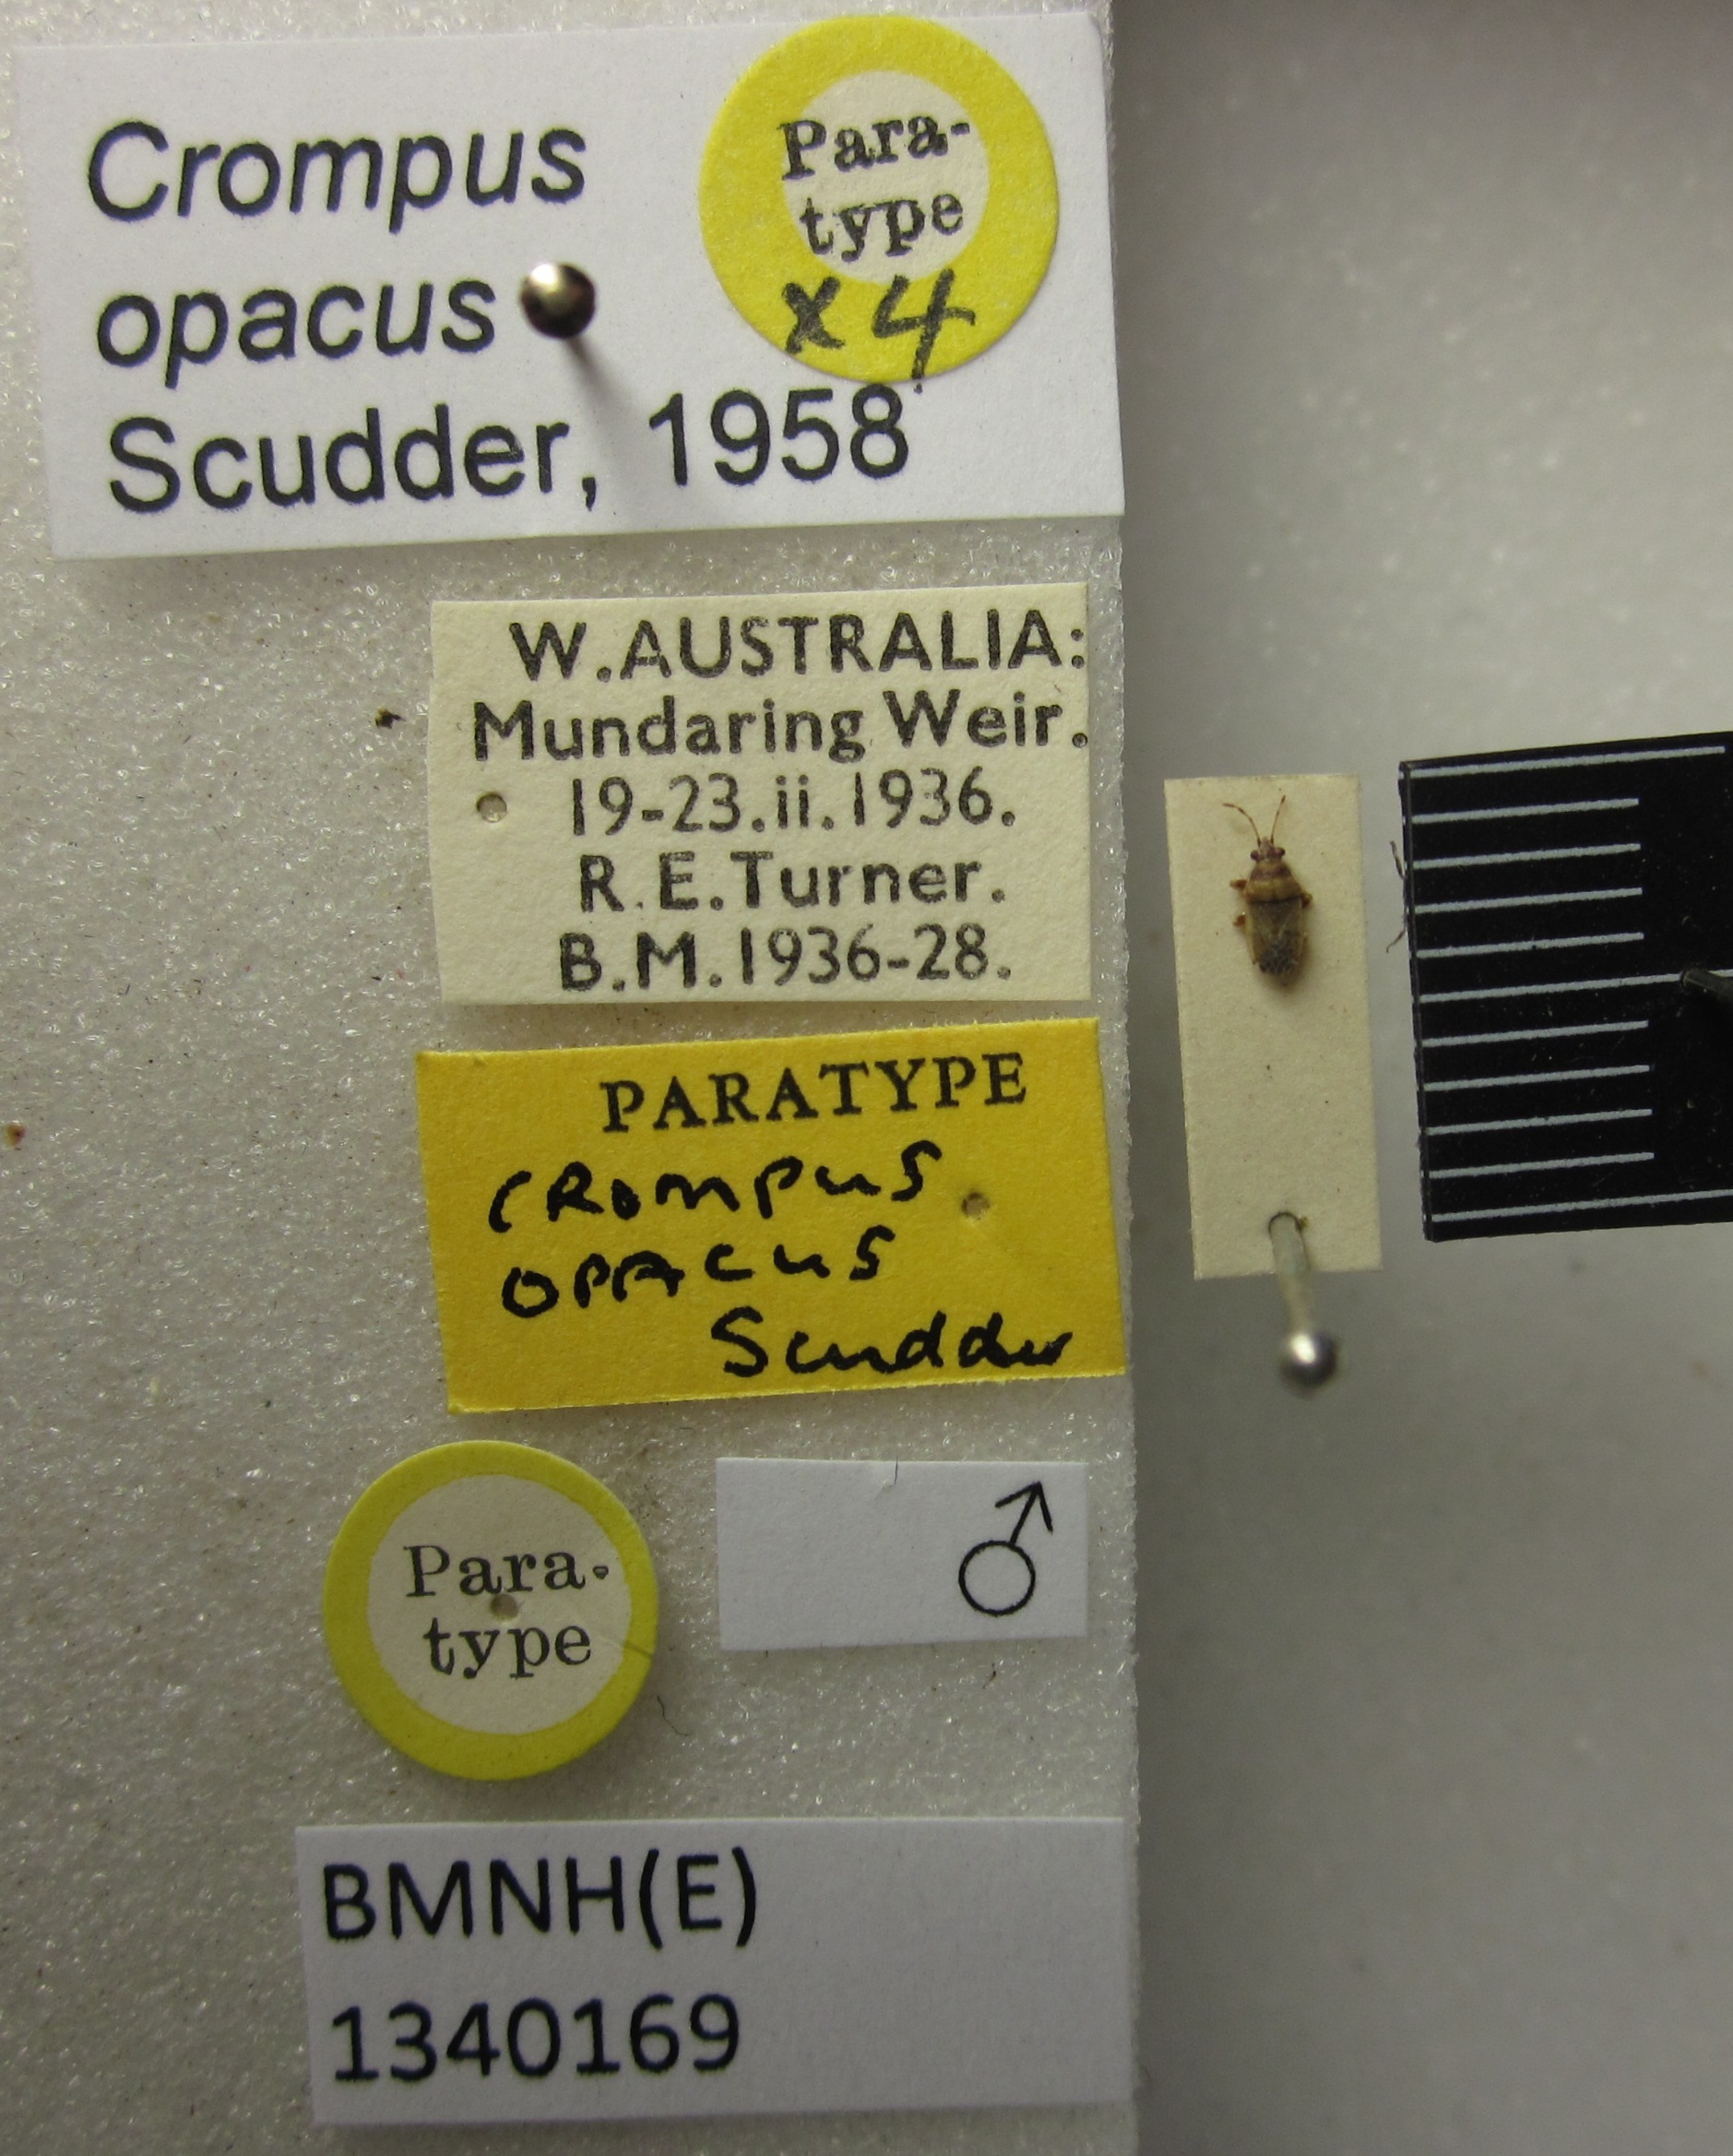 Crompus
opacus
Scudder, 1958
Para-
type
x4
W.AUSTRALIA:
Mundaring Weir.
19-23.ii.1936.
R.E.Turner.
B.M.1936-28.
PARATYPE
CROMPUS
OPACUS
Scudder
Para-
type
♂
BMNH(E)
1340169